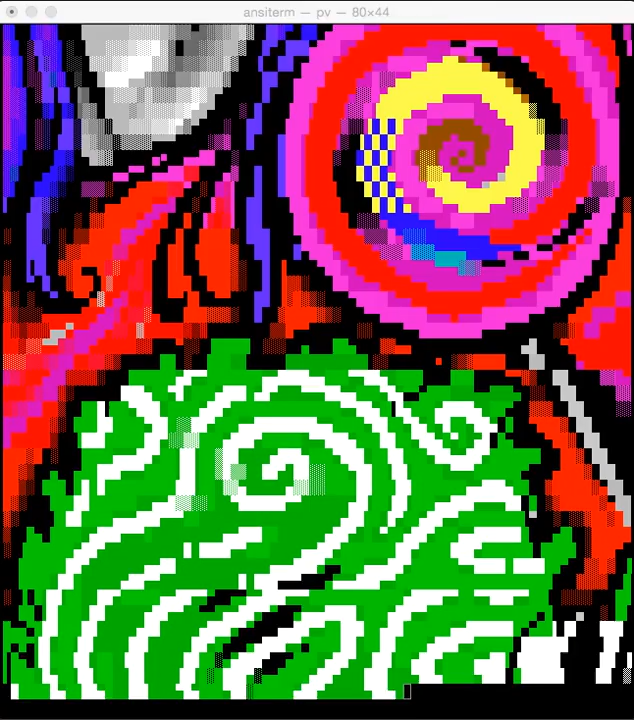 ansiterm — pv — 80×44